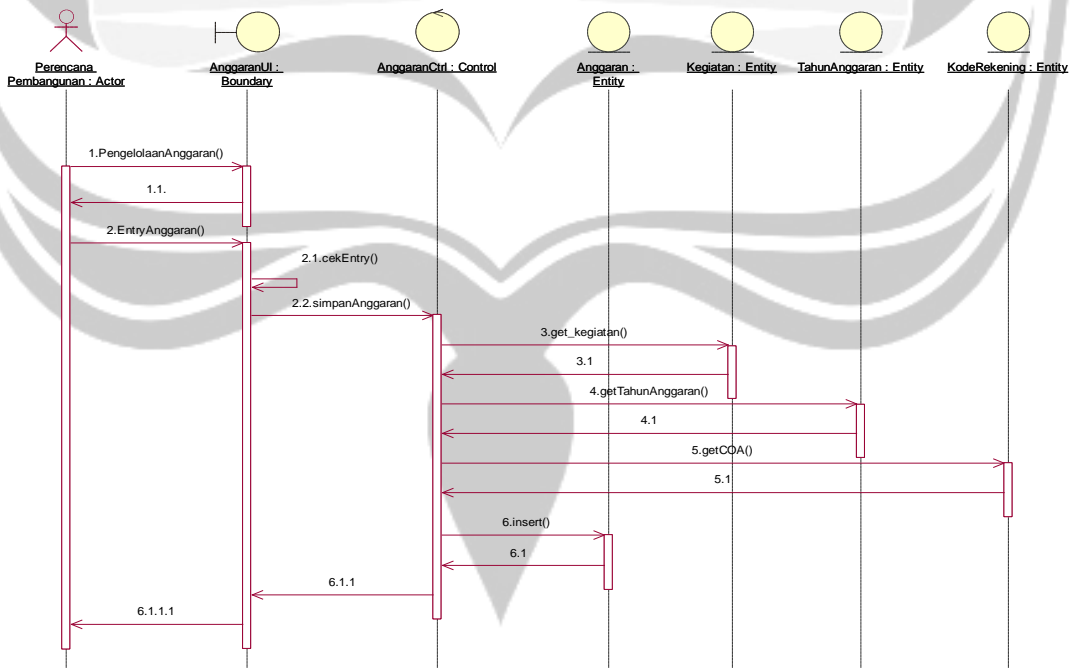 Perencana
Pembangunan : Actor
AnggaranUI :
Boundary
AnggaranCtrl : Control
Anggaran :
Entity
Kegiatan : Entity
TahunAnggaran : Entity
KodeRekening : Entity
1.PengelolaanAnggaran()
1.1.
2.EntryAnggaran()
2.1.cekEntry()
2.2.simpanAnggaran()
3.get_kegiatan()
3.1
4.getTahunAnggaran()
4.1
5.getCOA()
5.1
6.insert()
6.1
6.1.1
6.1.1.1